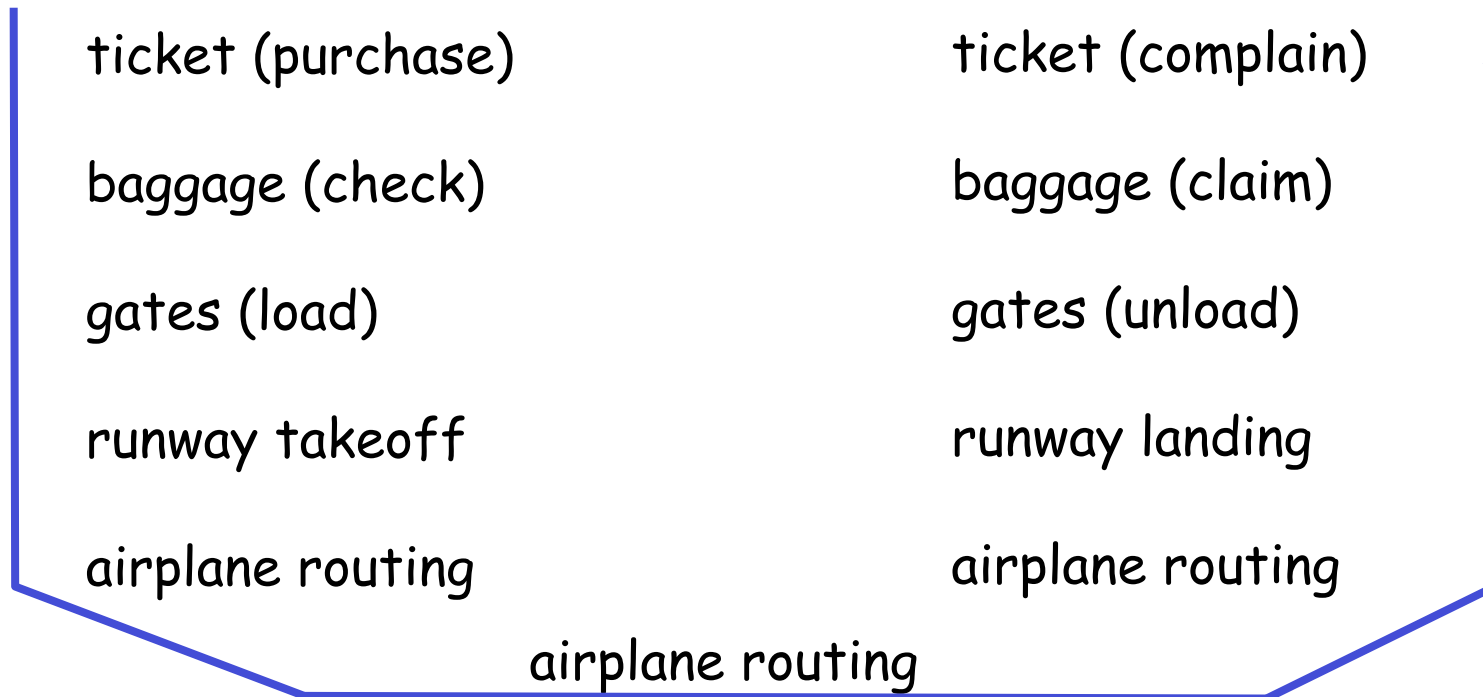 ticket (purchase)
ticket (complain)
baggage (check)
baggage (claim)
gates (load)
gates (unload)
runway takeoff
runway landing
airplane routing
airplane routing
airplane routing